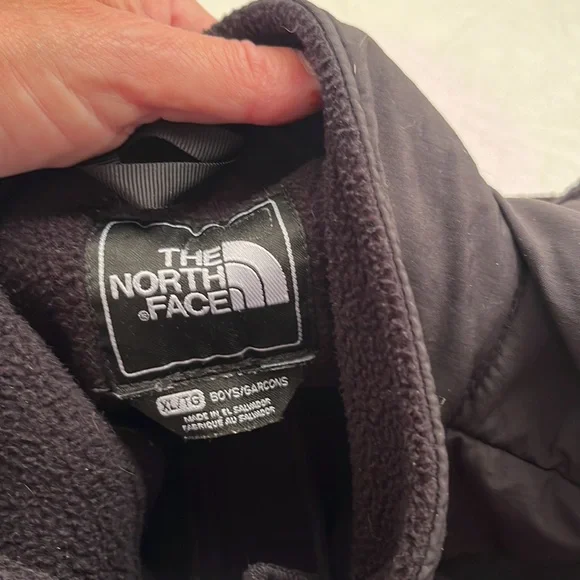 THE
NORTH
®FACE
XL/TG BOYS/GARCONS
MADE IN EL SALVADOR
FABRIQUE AU SALVADOR